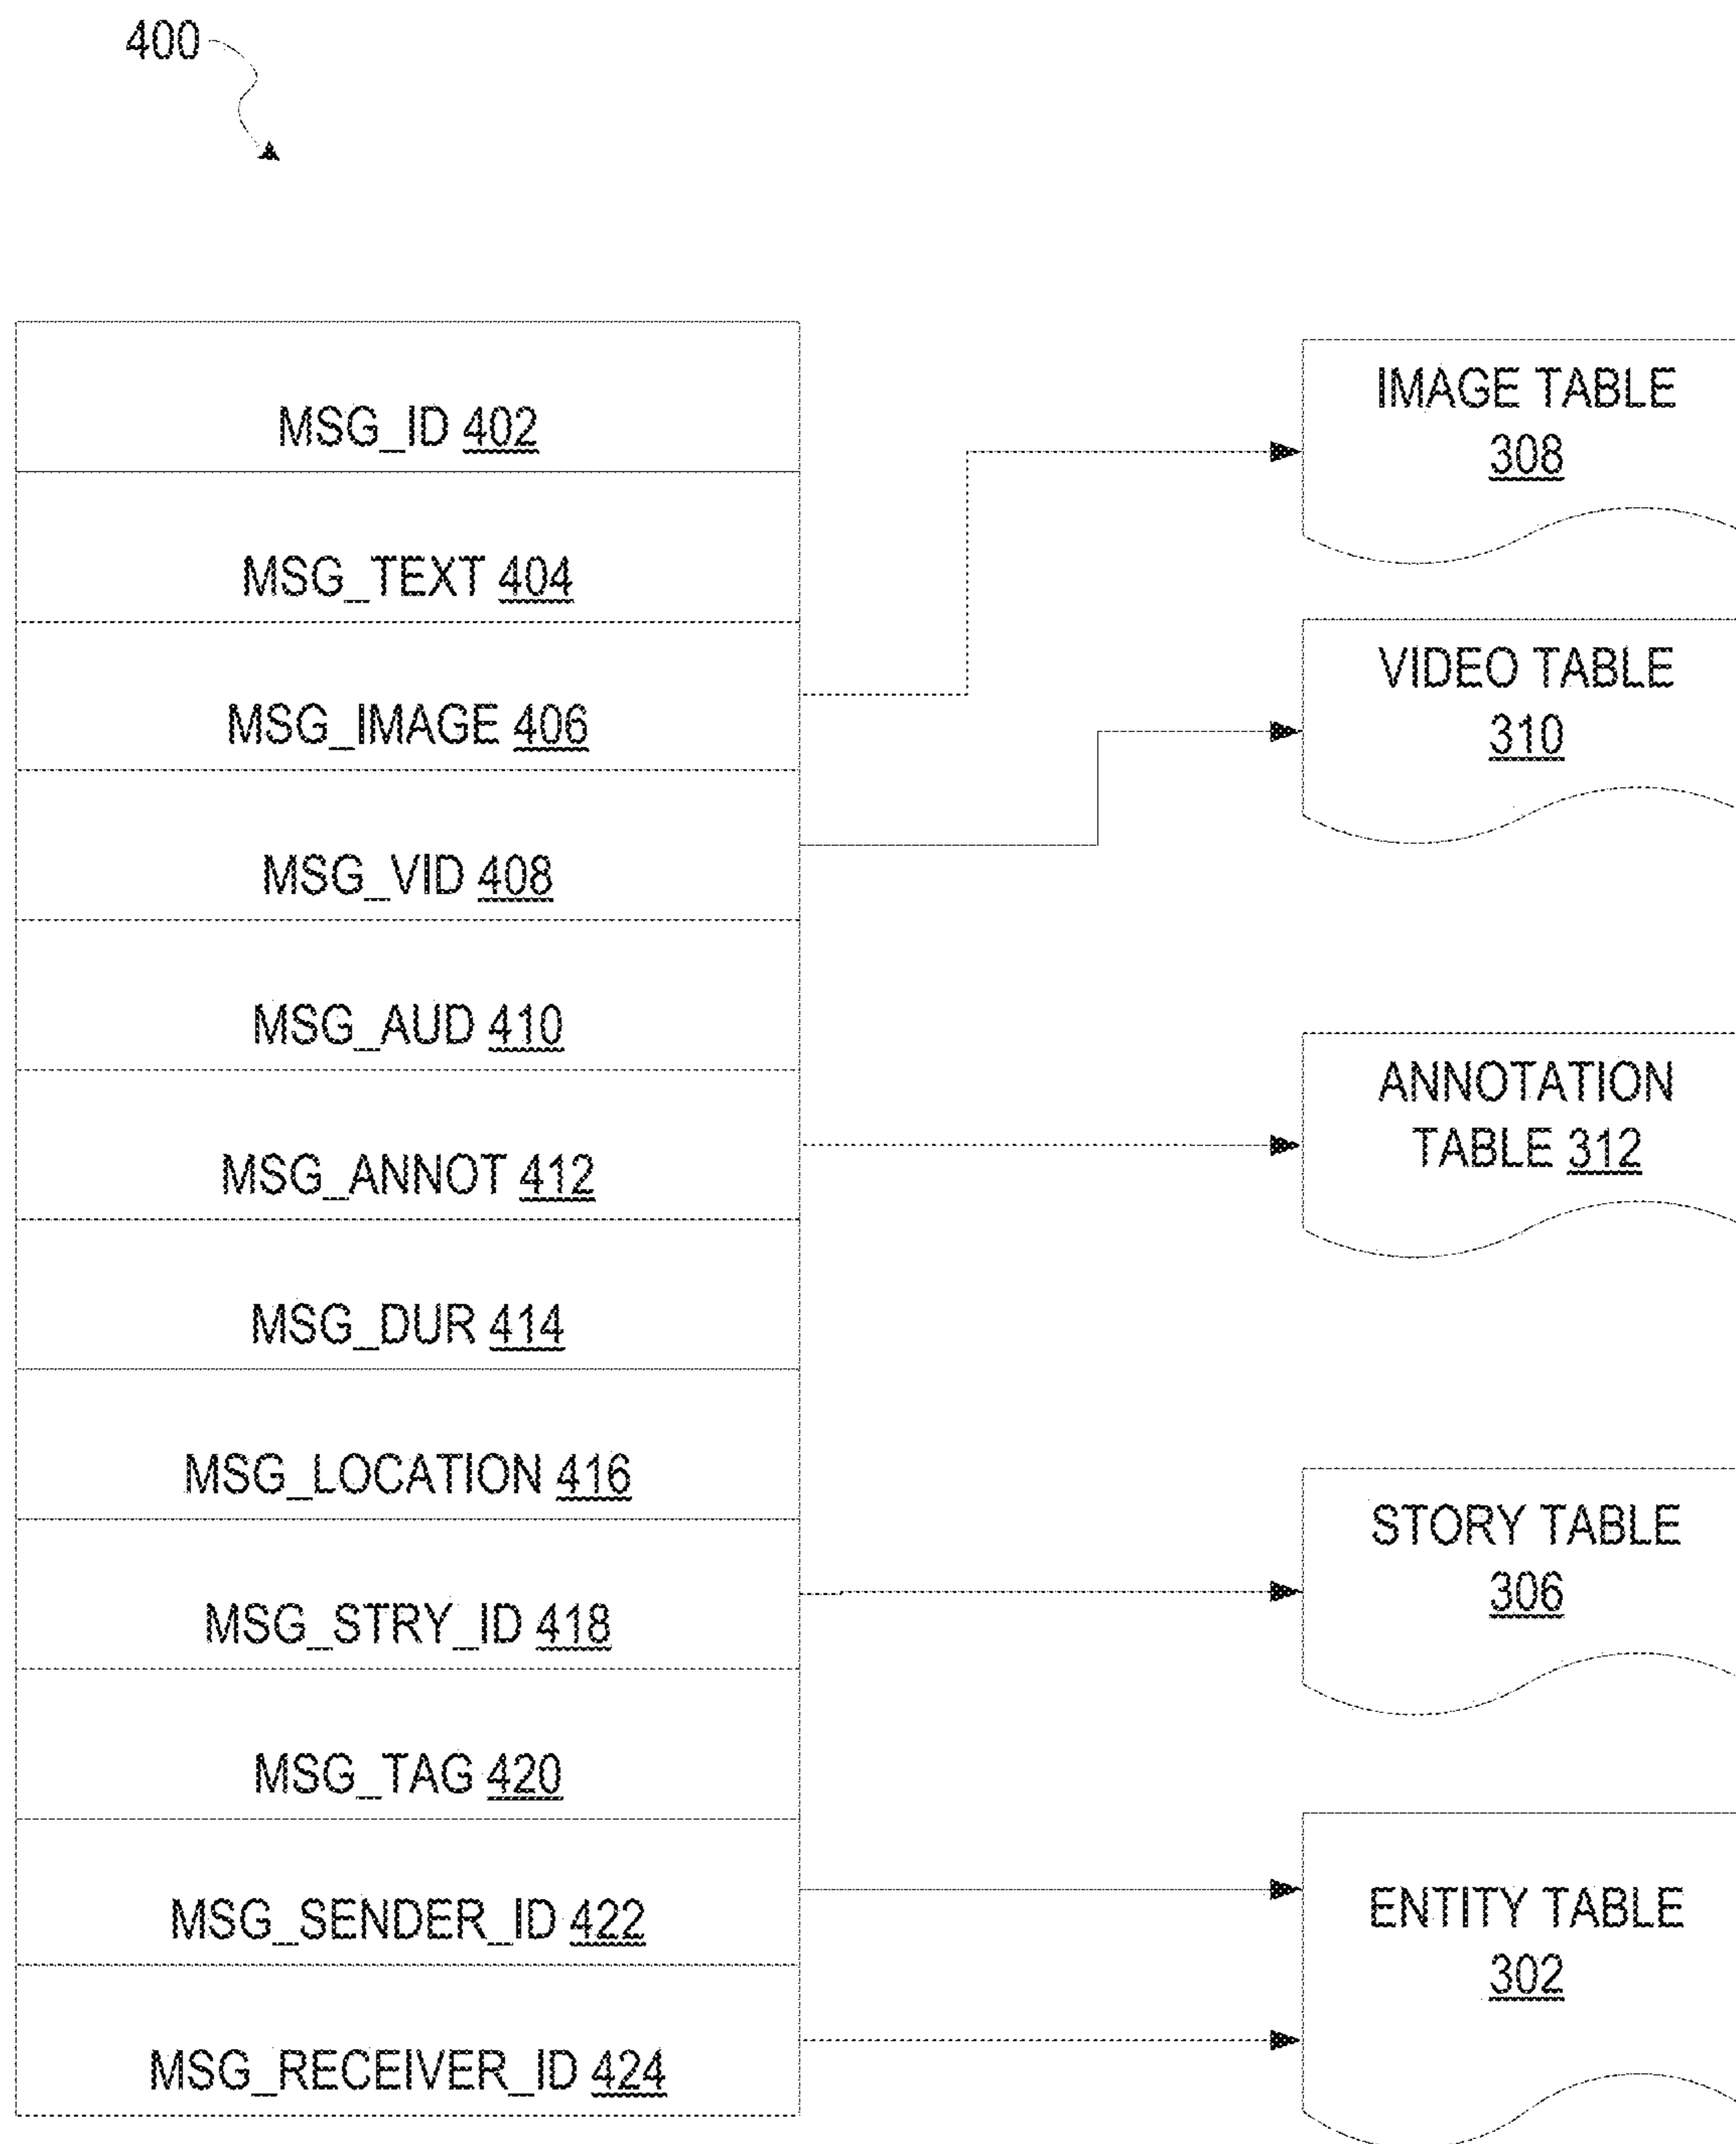 400
MSG_ID 402
MSG_TEXT 404
MSG_IMAGE 406
MSG_VID 408
MSG_AUD 410
MSG_ANNOT 412
MSG_DUR 414
MSG_LOCATION 416
MSG_STRY_ID 418
MSG_TAG 420
MSG_SENDER_ID 422
MSG_RECEIVER_ID 424
IMAGE TABLE
308
VIDEO TABLE
310
ANNOTATION
TABLE 312
STORY TABLE
306
ENTITY TABLE
302